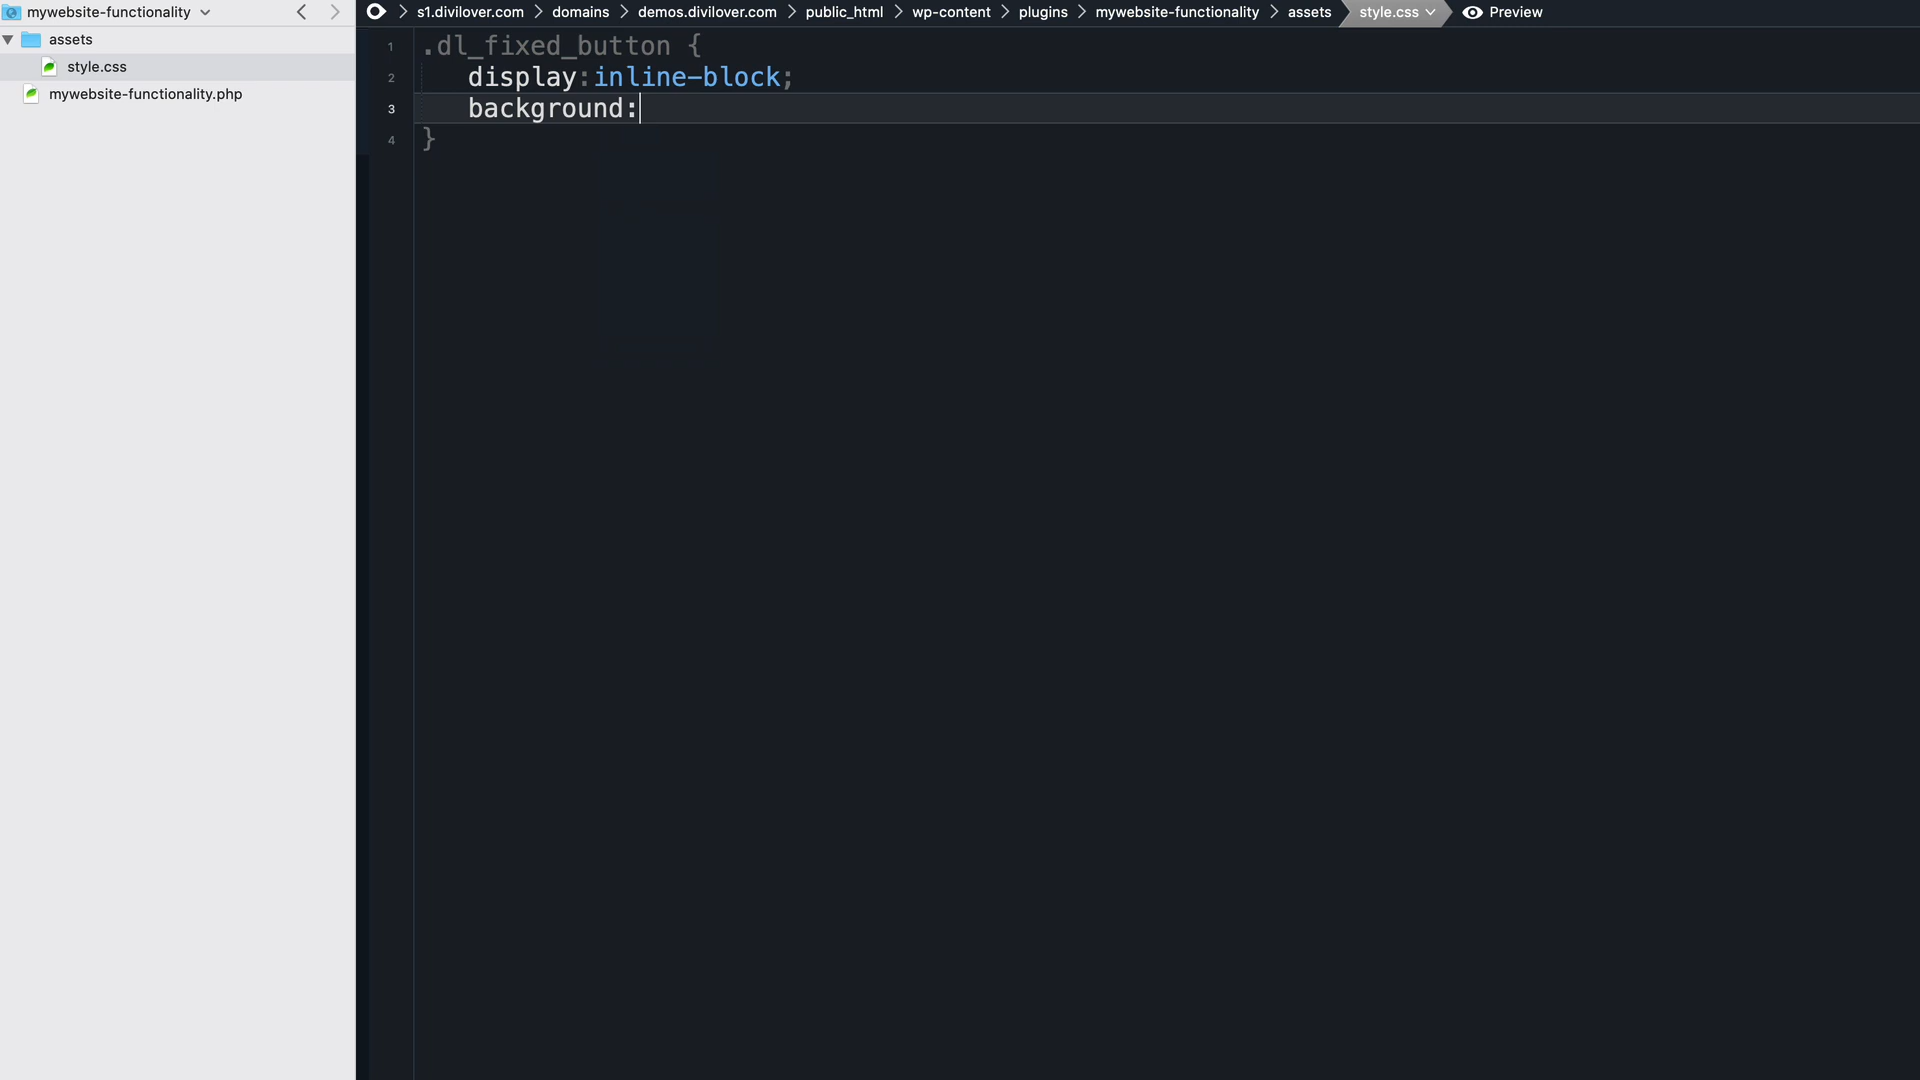 mywebsite-functionality
assets
style.css
mywebsite-functionality.php
s1.divilover.com domains demos.divilover.com public_html wp-content plugins mywebsite-functionality assets style.css Preview
1 .dl_fixed_button {
2 display:inline-block;
3 background:
4 }